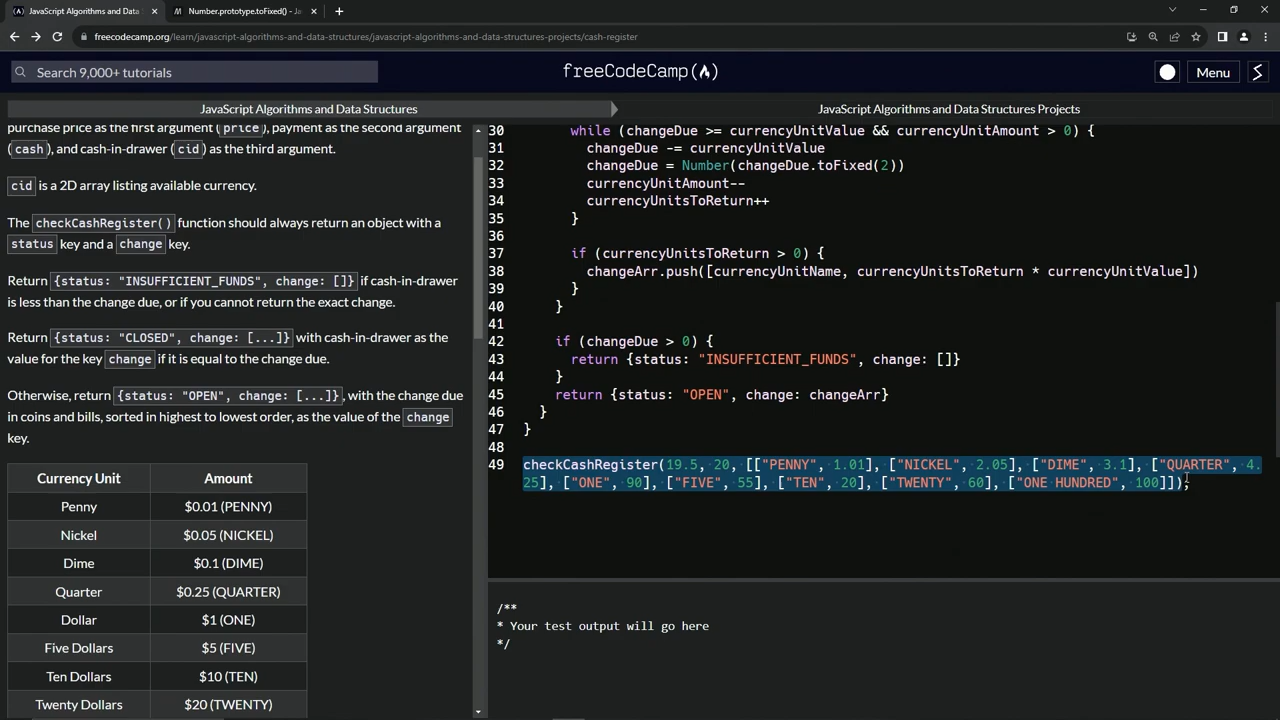 JavaScript Algorithms and Data S
Number.prototype.toFixed() - Ja
freecodecamp.org/learn/javascript-algorithms-and-data-structures/javascript-algorithms-and-data-structures-projects/cash-register
Search 9,000+ tutorials
freeCodeCamp
Menu
JavaScript Algorithms and Data Structures
JavaScript Algorithms and Data Structures Projects
purchase price as the first argument (price), payment as the second argument
(cash), and cash-in-drawer (cid) as the third argument.
cid is a 2D array listing available currency.
The checkCashRegister() function should always return an object with a
status key and a change key.
Return {status: "INSUFFICIENT_FUNDS", change: []} if cash-in-drawer
is less than the change due, or if you cannot return the exact change.
Return {status: "CLOSED", change: [...]} with cash-in-drawer as the
value for the key change if it is equal to the change due.
Otherwise, return {status: "OPEN", change: [...]}, with the change due
in coins and bills, sorted in highest to lowest order, as the value of the change
key.
Currency Unit Amount
Penny $0.01 (PENNY)
Nickel $0.05 (NICKEL)
Dime $0.1 (DIME)
Quarter $0.25 (QUARTER)
Dollar $1 (ONE)
Five Dollars $5 (FIVE)
Ten Dollars $10 (TEN)
Twenty Dollars $20 (TWENTY)
30 while (changeDue >= currencyUnitValue && currencyUnitAmount > 0) {
31 changeDue -= currencyUnitValue
32 changeDue = Number(changeDue.toFixed(2))
33 currencyUnitAmount--
34 currencyUnitsToReturn++
35 }
36
37 if (currencyUnitsToReturn > 0) {
38 changeArr.push([currencyUnitName, currencyUnitsToReturn * currencyUnitValue])
39 }
40 }
41
42 if (changeDue > 0) {
43 return {status: "INSUFFICIENT_FUNDS", change: []}
44 }
45 return {status: "OPEN", change: changeArr}
46 }
47 }
48
49 checkCashRegister(19.5, 20, [["PENNY", 1.01], ["NICKEL", 2.05], ["DIME", 3.1], ["QUARTER", 4.
25], ["ONE", 90], ["FIVE", 55], ["TEN", 20], ["TWENTY", 60], ["ONE HUNDRED", 100]]);
/**
* Your test output will go here
*/